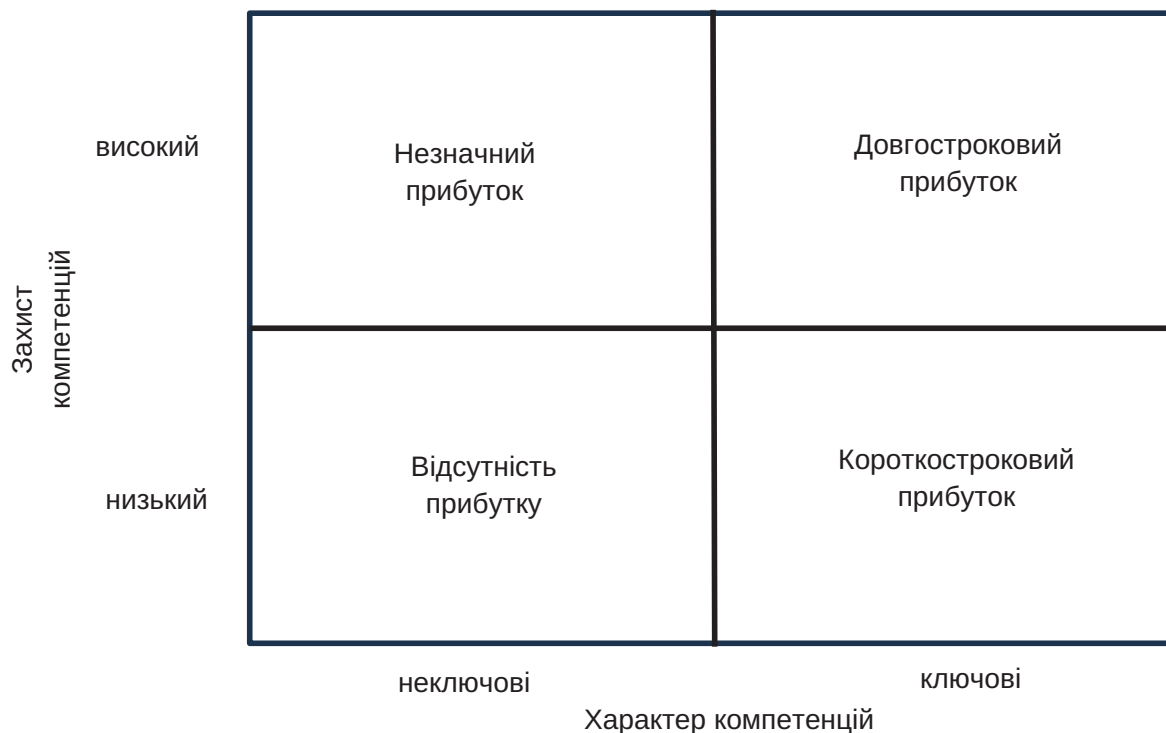 високий
Незначний
прибуток
Довгостроковий
прибуток
Захист
компетенцій
низький
Відсутність
прибутку
Короткостроковий
прибуток
неключові
ключові
Характер компетенцій